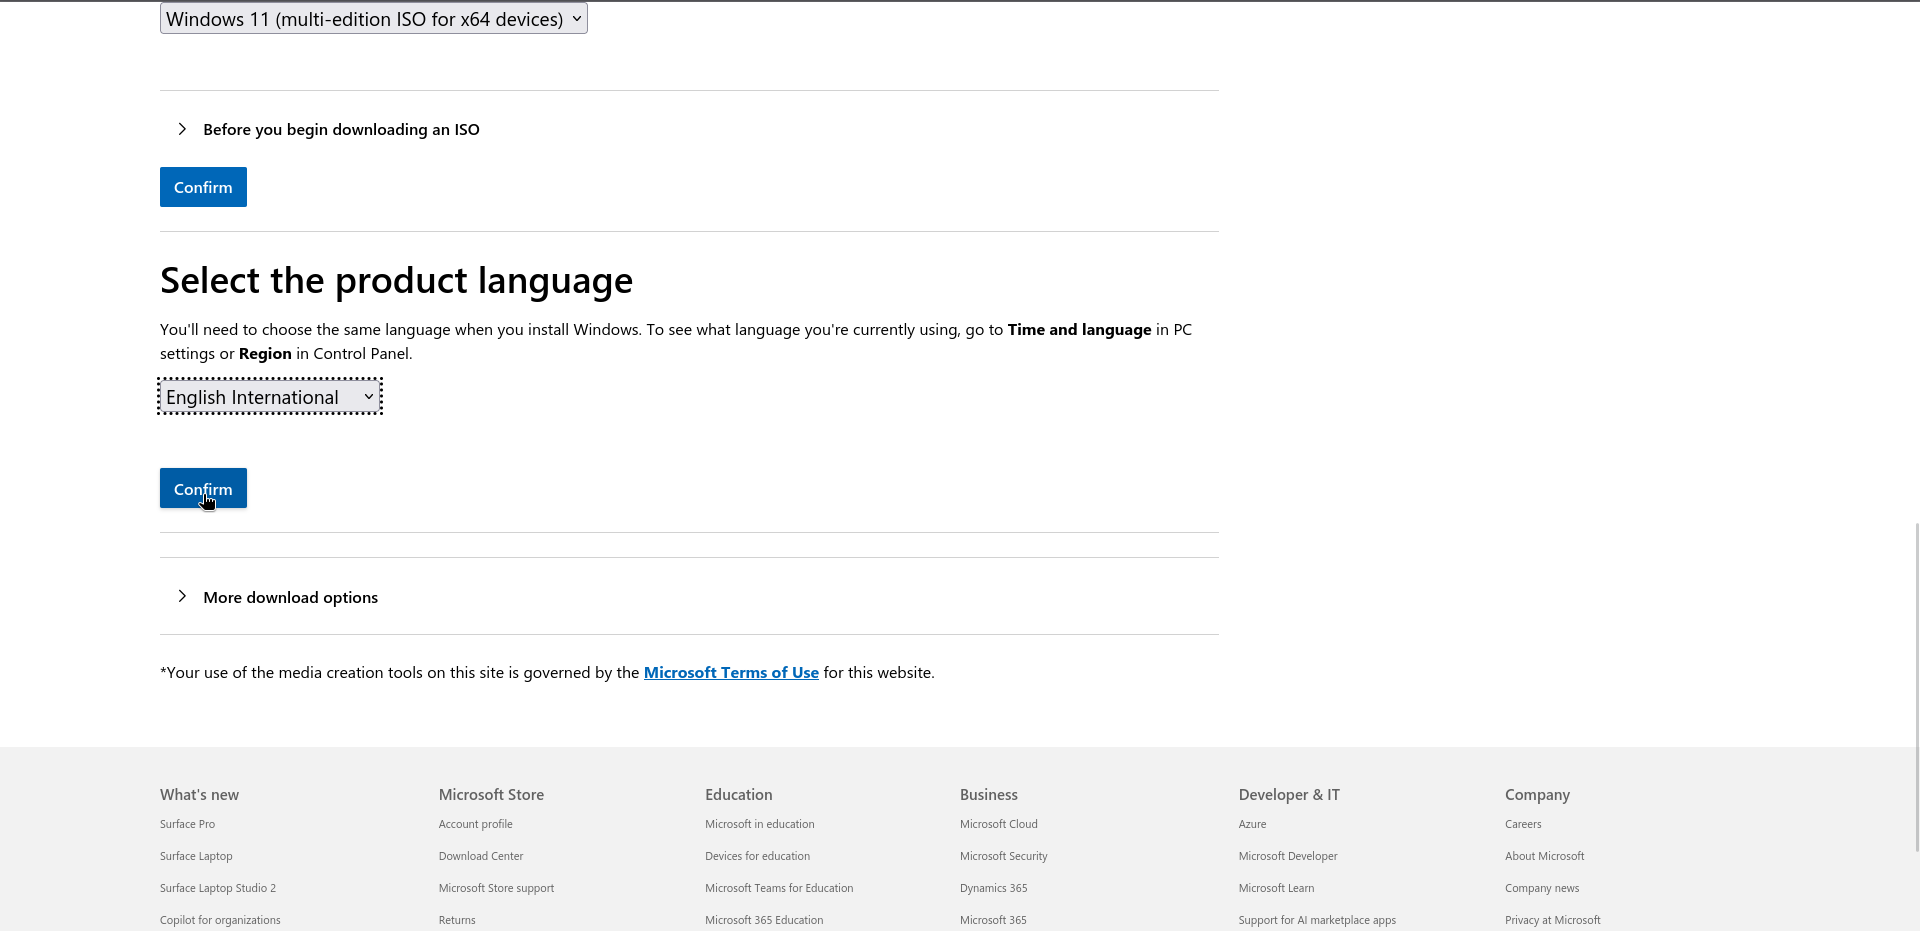 Windows 11 (multi-edition ISO for x64 devices)
Before you begin downloading an ISO
Confirm
Select the product language
You'll need to choose the same language when you install Windows. To see what language you're currently using, go to Time and language in PC
settings or Region in Control Panel.
English International
Confirm
More download options
*Your use of the media creation tools on this site is governed by the Microsoft Terms of Use for this website.
What's new
Surface Pro
Surface Laptop
Surface Laptop Studio 2
Copilot for organizations
Microsoft Store
Account profile
Download Center
Microsoft Store support
Returns
Education
Microsoft in education
Devices for education
Microsoft Teams for Education
Microsoft 365 Education
Business
Microsoft Cloud
Microsoft Security
Dynamics 365
Microsoft 365
Developer & IT
Azure
Microsoft Developer
Microsoft Learn
Support for AI marketplace apps
Company
Careers
About Microsoft
Company news
Privacy at Microsoft